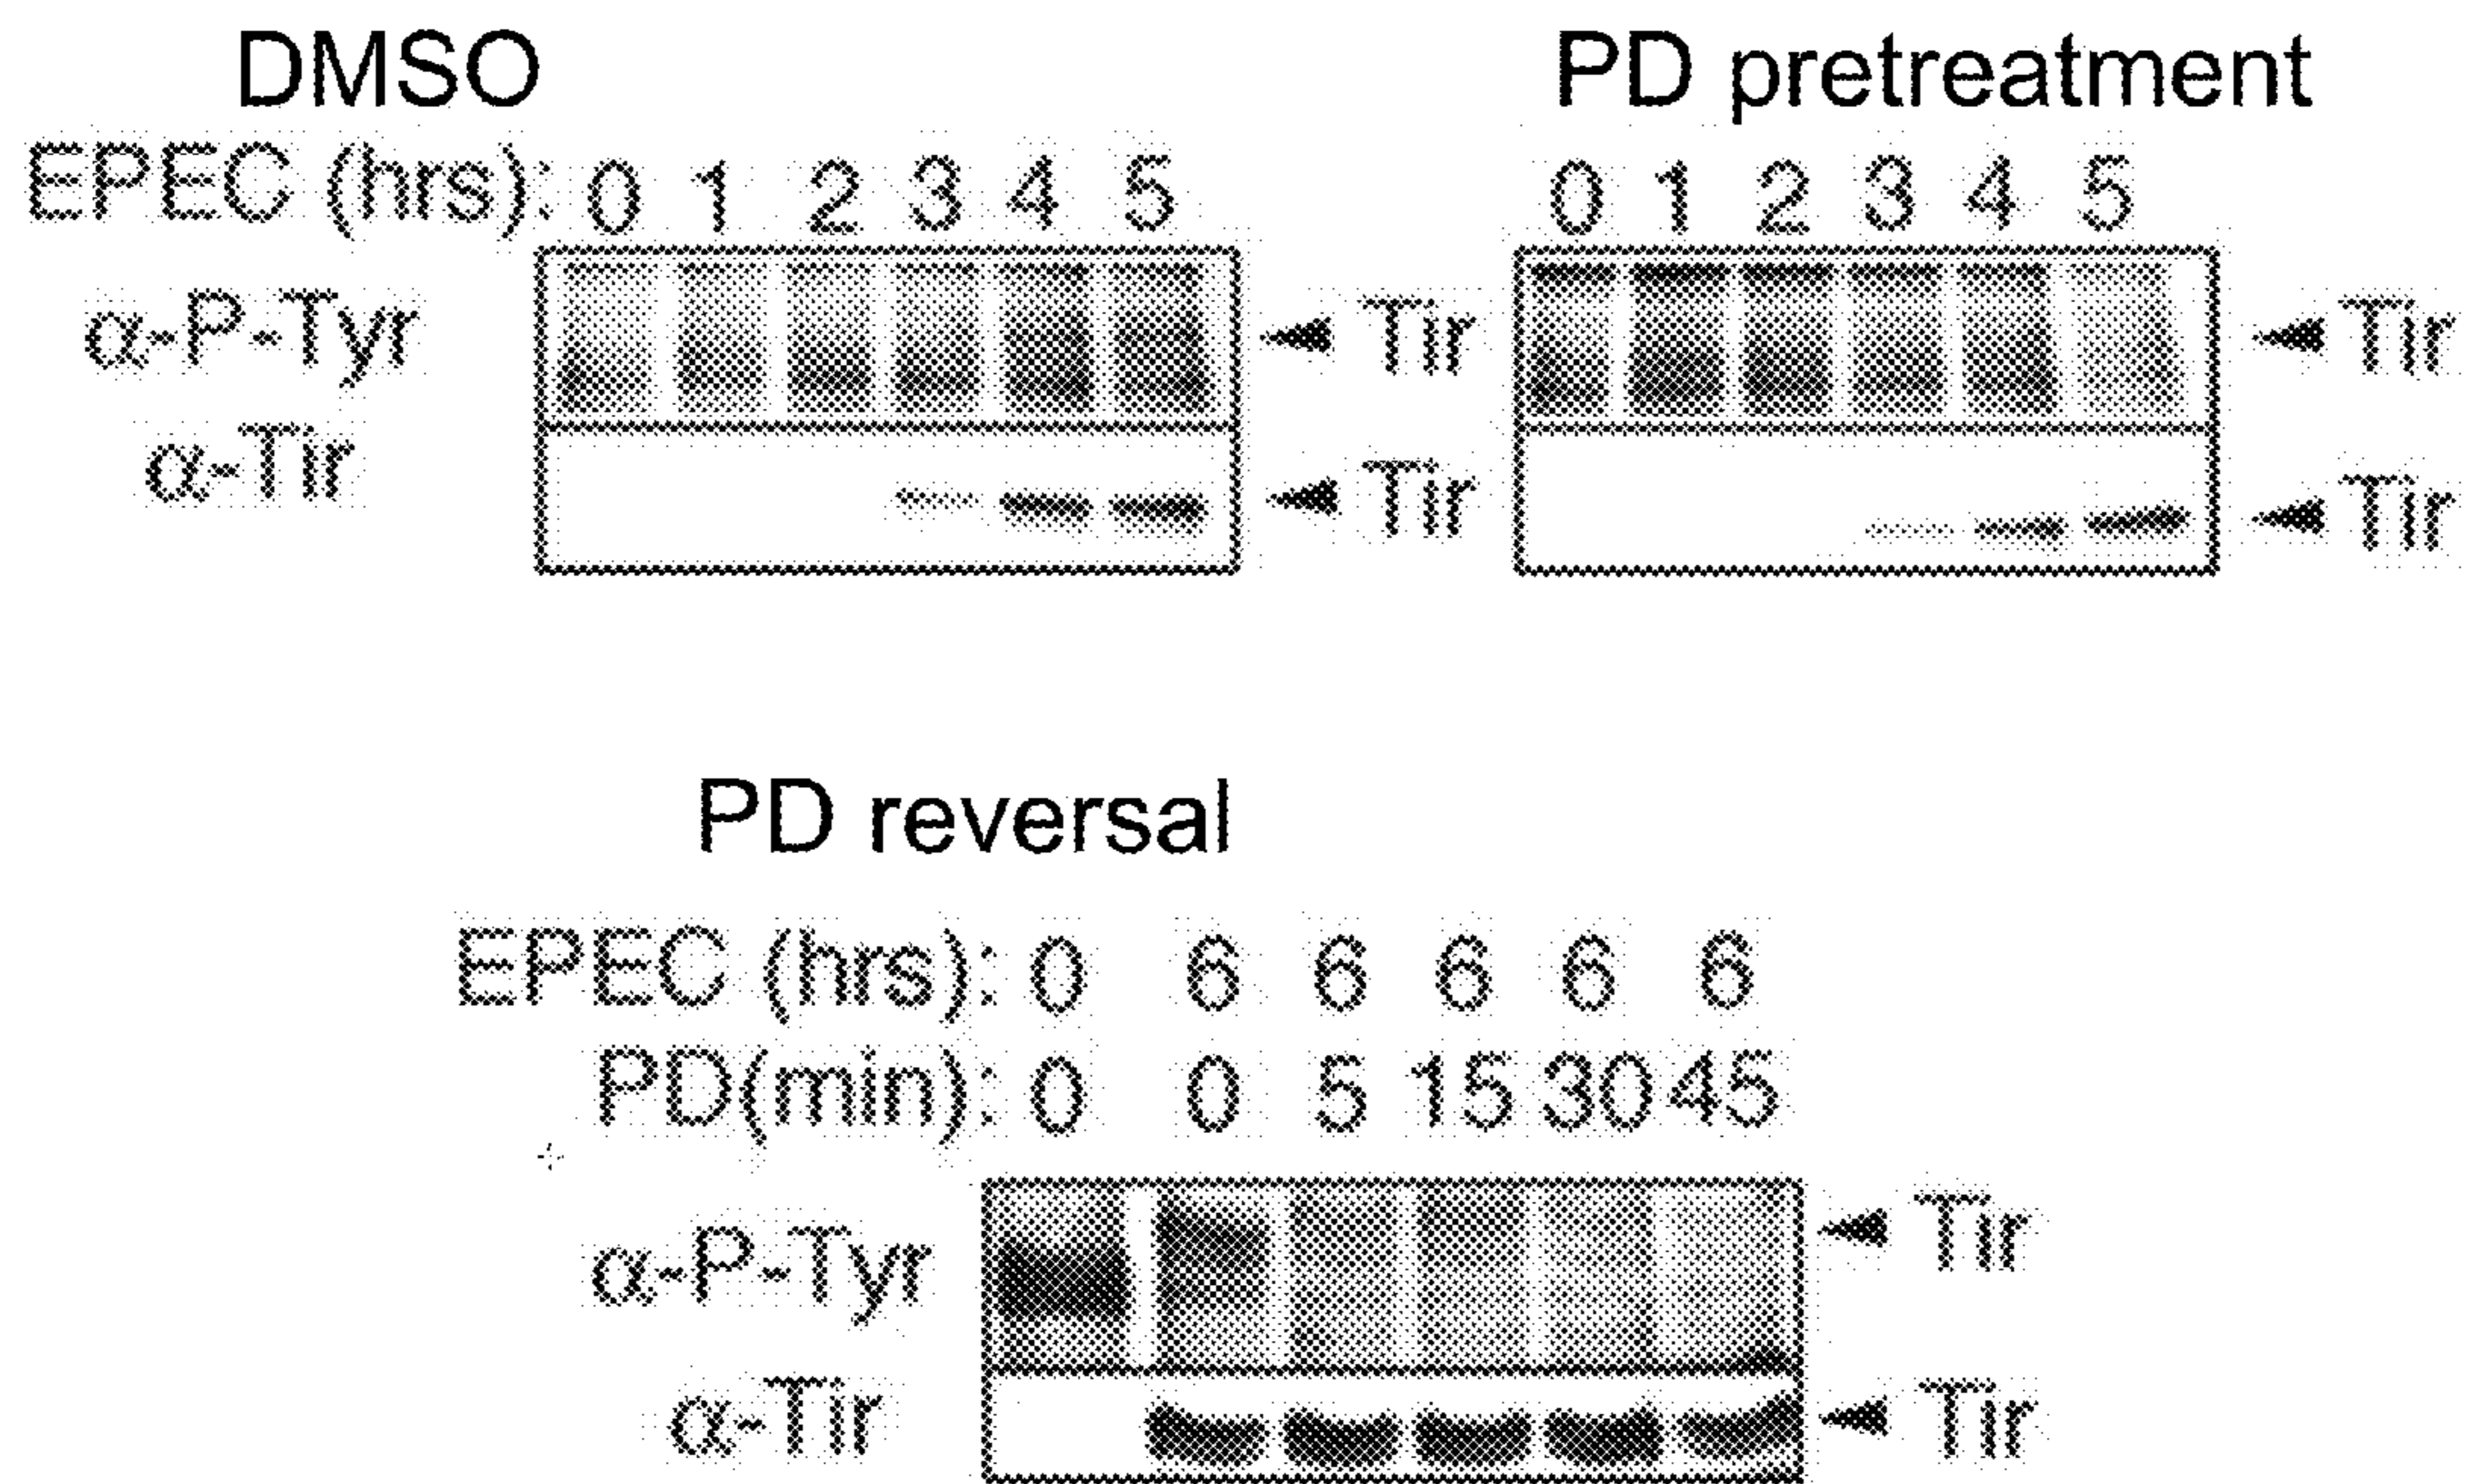 DMSO
EPEC (hrs): 0 1 2 3 4 5
α-P-Tyr
Tir
α-Tir
Tir
PD pretreatment
0 1 2 3 4 5
Tir
Tir
PD reversal
EPEC (hrs): 0 6 6 6 6 6
PD(min): 0 0 5 15 30 45
α-P-Tyr
Tir
α-Tir
Tir